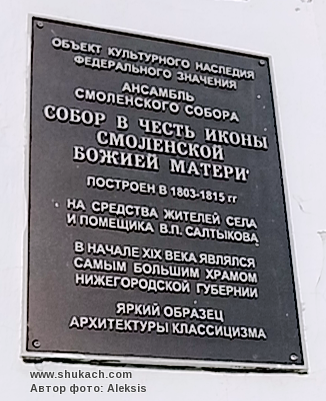 ОБЪЕКТ КУЛЬТУРНОГО НАСЛЕДИЯ
ФЕДЕРАЛЬНОГО ЗНАЧЕНИЯ
АНСАМБЛЬ
СМОЛЕНСКОГО СОБОРА
СОБОР В ЧЕСТЬ ИКОНЫ
СМОЛЕНСКОЙ
БОЖИЕЙ МАТЕРИ
ПОСТРОЕН В 1803-1815 гг
НА СРЕДСТВА ЖИТЕЛЕЙ СЕЛА
И ПОМЕЩИКА В.П. САЛТЫКОВА
В НАЧАЛЕ XIX ВЕКА ЯВЛЯЛСЯ
САМЫМ БОЛЬШИМ ХРАМОМ
НИЖЕГОРОДСКОЙ ГУБЕРНИИ
ЯРКИЙ ОБРАЗЕЦ
АРХИТЕКТУРЫ КЛАССИЦИЗМА
www.shukach.com
Автор фото: Aleksis